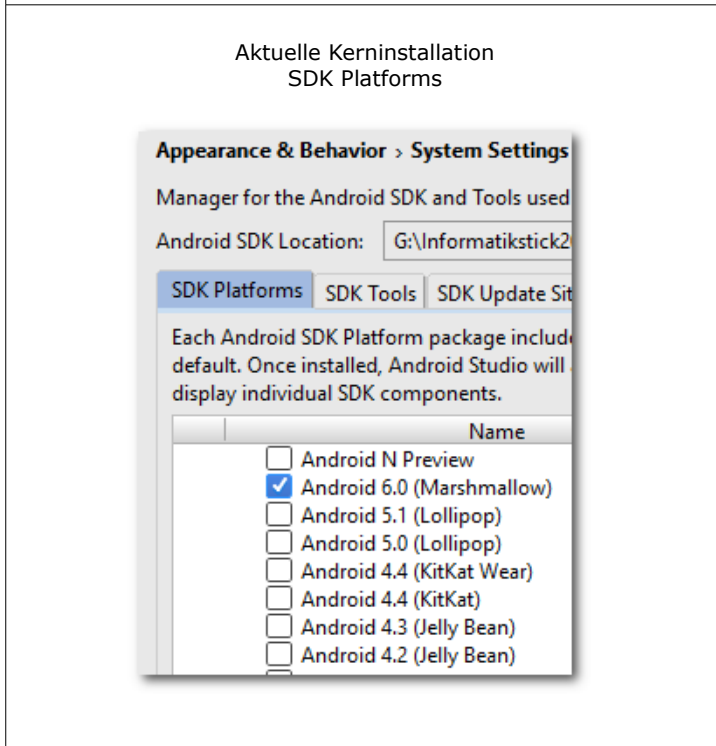 Aktuelle Kerninstallation
SDK Platforms
Appearance & Behavior › System Settings
Manager for the Android SDK and Tools used
Android SDK Location: G:\Informatikstick2
SDK Platforms SDK Tools SDK Update Sit
Each Android SDK Platform package include
default. Once installed, Android Studio will
display individual SDK components.
Name
Android N Preview
Android 6.0 (Marshmallow)
Android 5.1 (Lollipop)
Android 5.0 (Lollipop)
Android 4.4 (KitKat Wear)
Android 4.4 (KitKat)
Android 4.3 (Jelly Bean)
Android 4.2 (Jelly Bean)